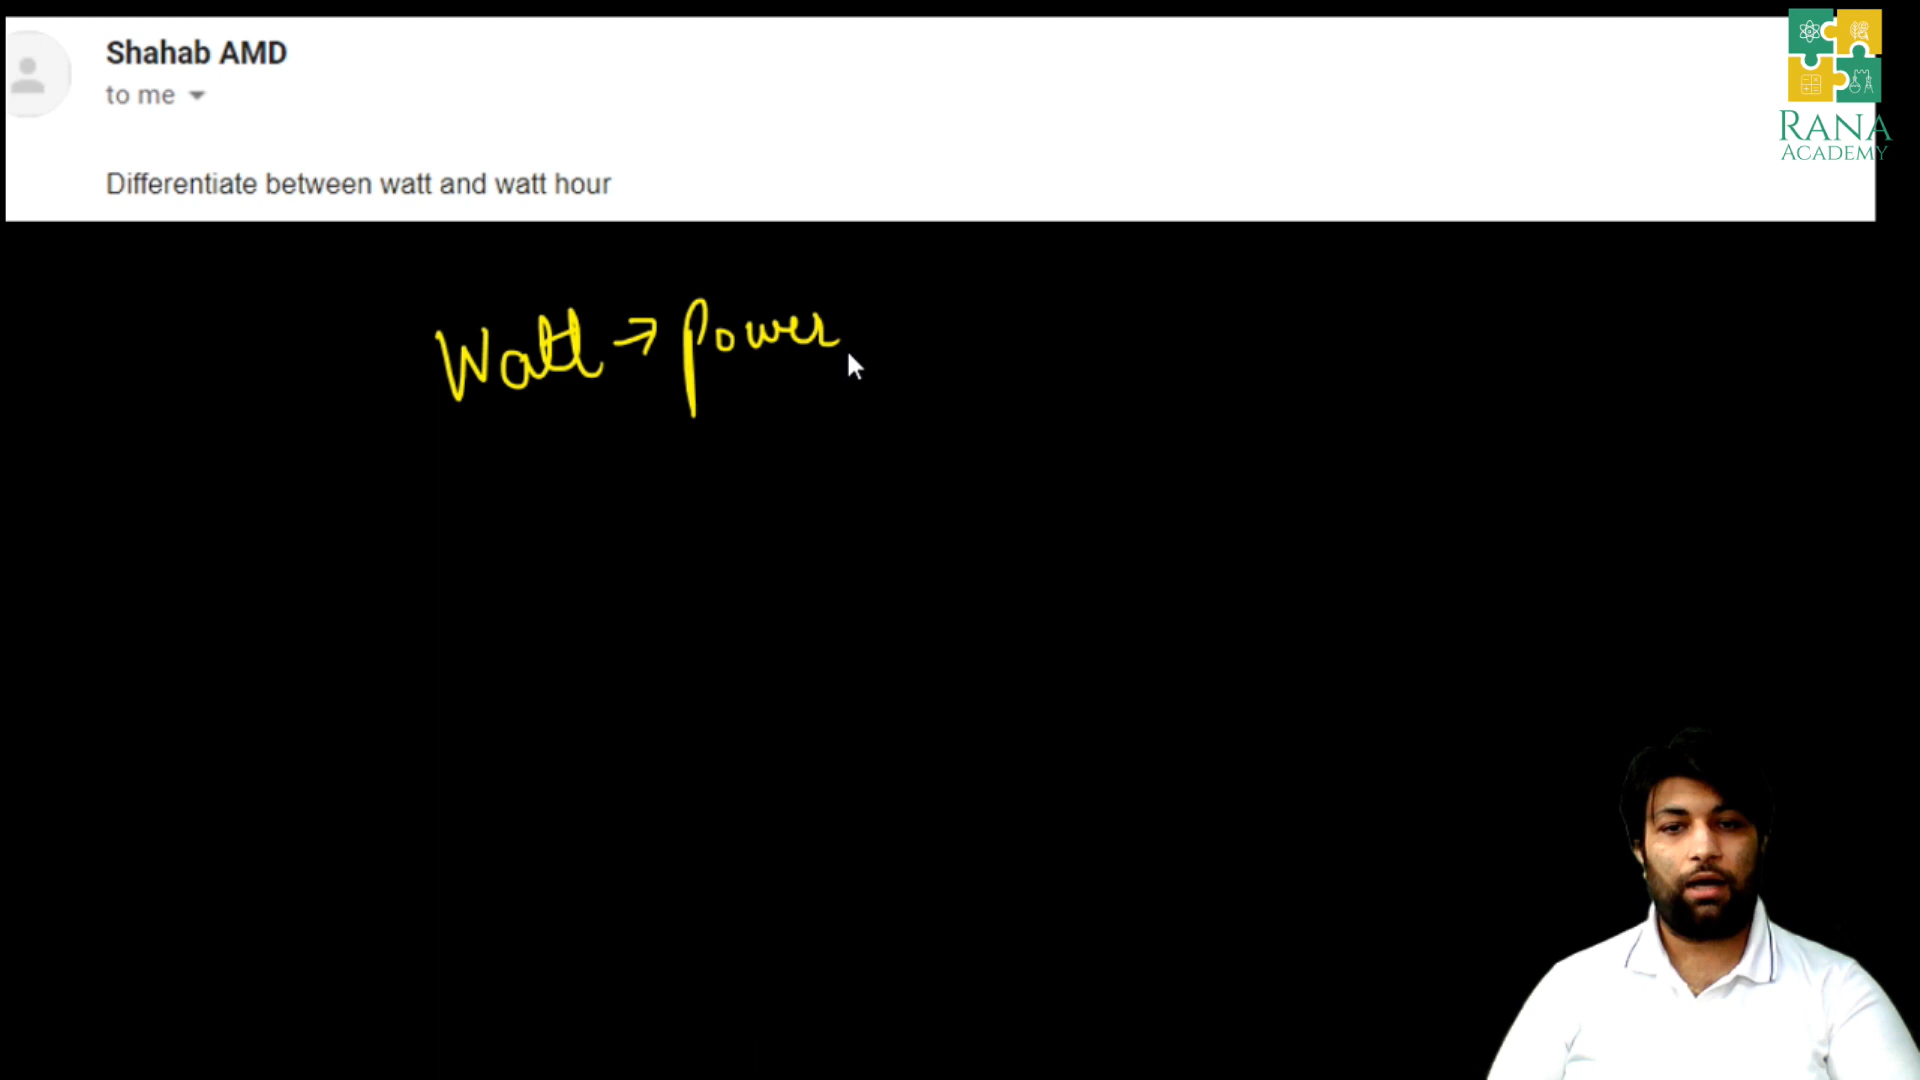 Shahab AMD
to me
Differentiate between watt and watt hour
RANA
ACADEMY
Watt → Power